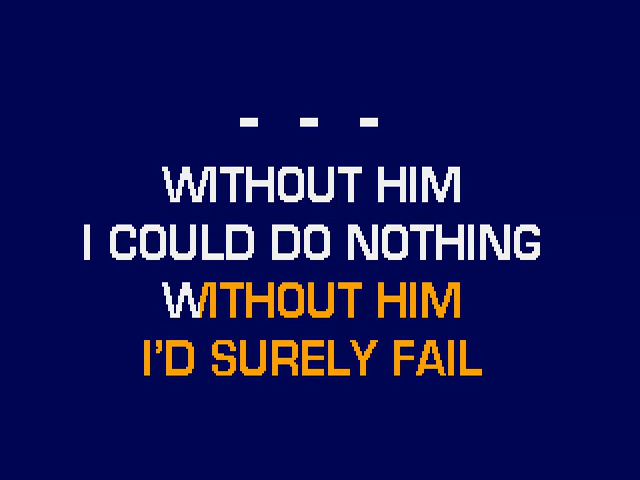 - - -
WITHOUT HIM
I COULD DO NOTHING
WITHOUT HIM
I'D SURELY FAIL